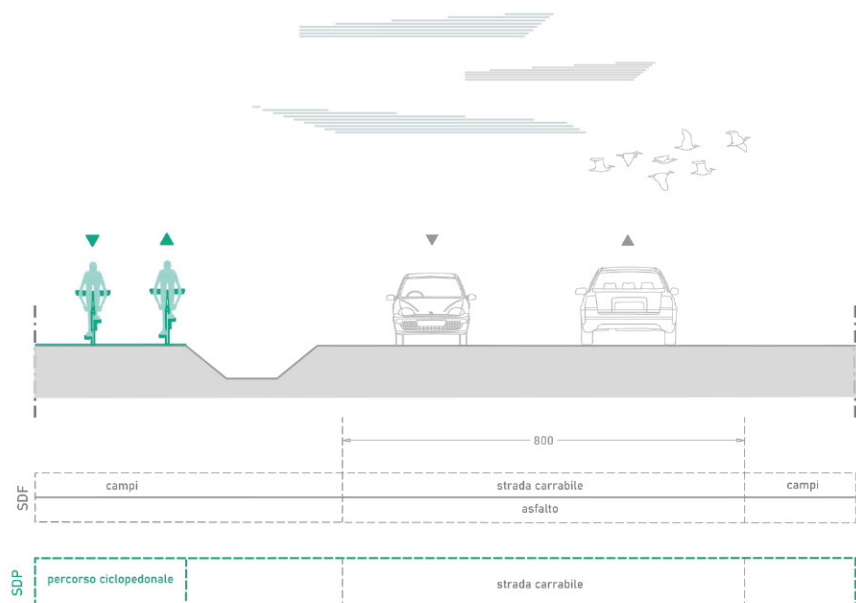 800
SDF
campi
strada carrabile
campi
asfalto
SDP
percorso ciclopedonale
strada carrabile